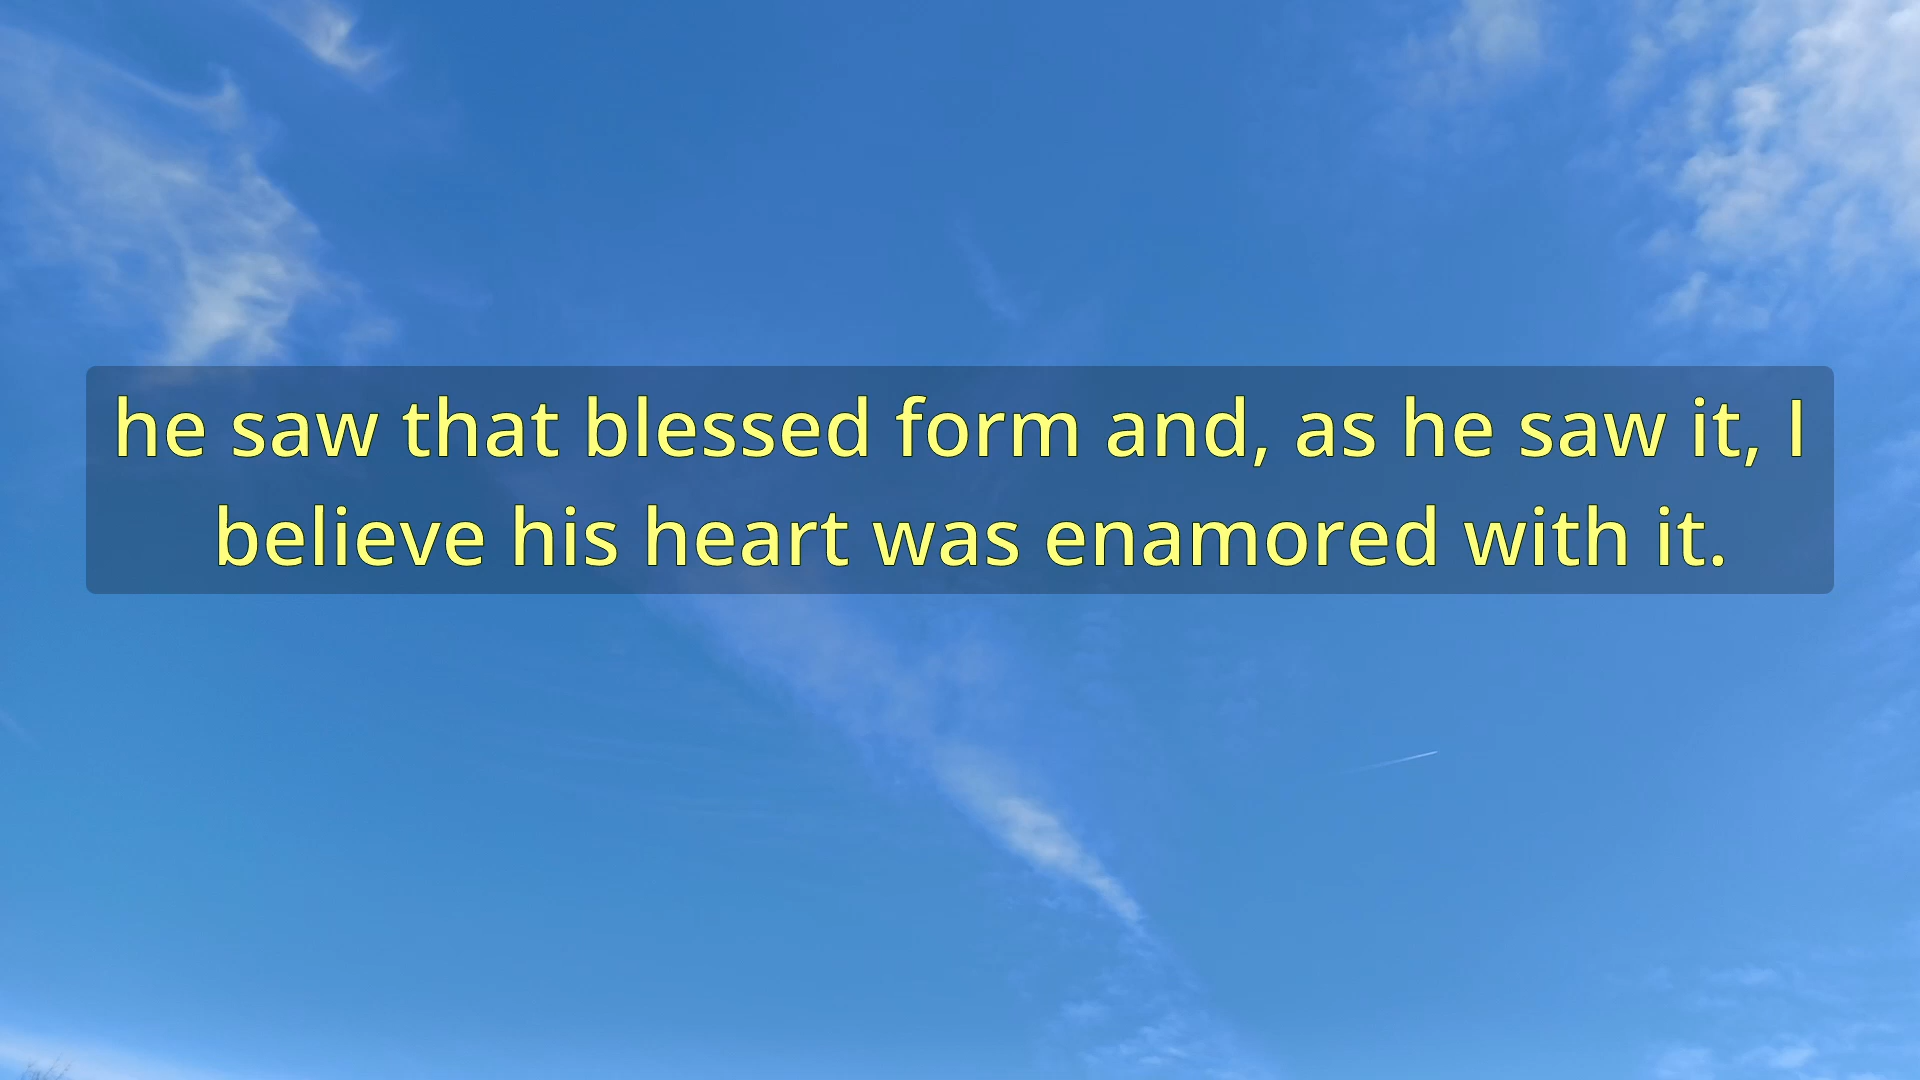 he saw that blessed form and, as he saw it, I
believe his heart was enamored with it.